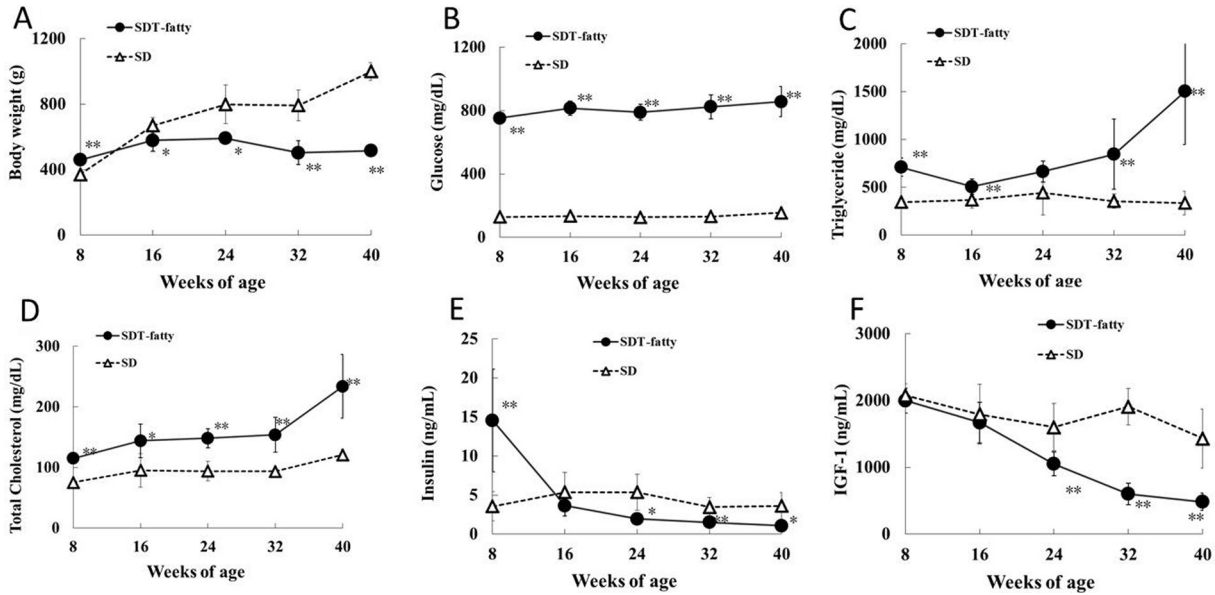 A
SDT-fatty
SD
Body weight (g)
1200
800
400
0
**
*
*
**
**
8 16 24 32 40
Weeks of age
B
SDT-fatty
SD
Glucose (mg/dL)
1200
800
400
0
**
**
**
**
**
8 16 24 32 40
Weeks of age
C
SDT-fatty
SD
Triglyceride (mg/dL)
2000
1500
1000
500
0
**
**
**
**
8 16 24 32 40
Weeks of age
D
SDT-fatty
SD
Total Cholesterol (mg/dL)
300
200
100
0
**
*
**
**
**
8 16 24 32 40
Weeks of age
E
SDT-fatty
SD
Insulin (ng/mL)
25
20
15
10
5
0
**
*
**
*
8 16 24 32 40
Weeks of age
F
SDT-fatty
SD
IGF-1 (ng/mL)
3000
2000
1000
0
**
**
**
8 16 24 32 40
Weeks of age